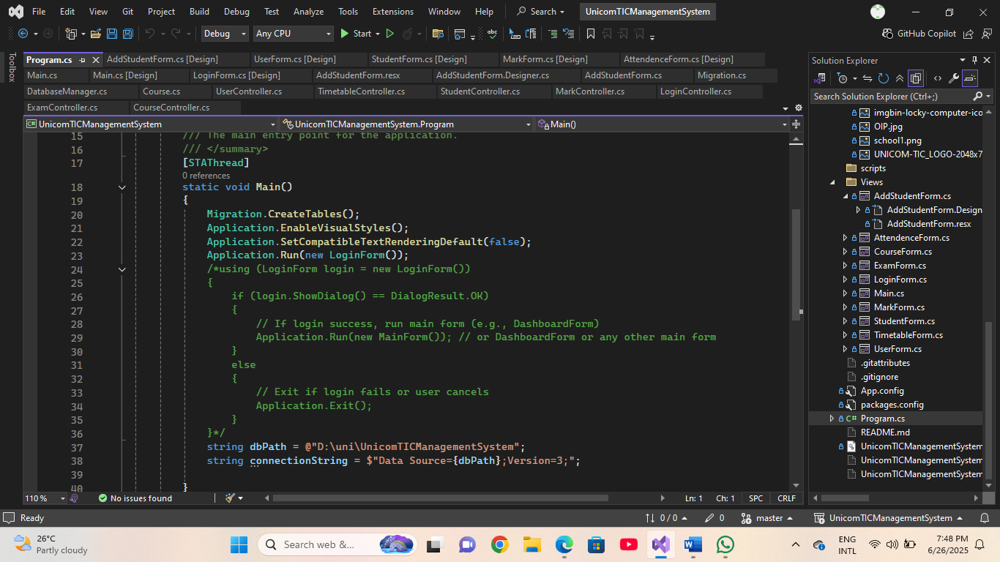 File Edit View Git Project Build Debug Test Analyze Tools Extensions Window Help Search UnicomTICManagementSystem
Debug Any CPU Start GitHub Copilot
Toolbox
Program.cs AddStudentForm.cs [Design] UserForm.cs [Design] StudentForm.cs [Design] MarkForm.cs [Design] AttendenceForm.cs [Design]
Main.cs Main.cs [Design] LoginForm.cs [Design] AddStudentForm.resx AddStudentForm.Designer.cs AddStudentForm.cs Migration.cs
DatabaseManager.cs Course.cs UserController.cs TimetableController.cs StudentController.cs MarkController.cs LoginController.cs
ExamController.cs CourseController.cs
UnicomTICManagementSystem UnicomTICManagementSystem.Program Main()
15 /// The main entry point for the application.
16 /// </summary>
17 [STAThread]
0 references
18 static void Main()
19 {
20 Migration.CreateTables();
21 Application.EnableVisualStyles();
22 Application.SetCompatibleTextRenderingDefault(false);
23 Application.Run(new LoginForm());
24 /*using (LoginForm login = new LoginForm())
25 {
26 if (login.ShowDialog() == DialogResult.OK)
27 {
28 // If login success, run main form (e.g., DashboardForm)
29 Application.Run(new MainForm()); // or DashboardForm or any other main form
30 }
31 else
32 {
33 // Exit if login fails or user cancels
34 Application.Exit();
35 }
36 }*/
37 string dbPath = @"D:\uni\UnicomTICManagementSystem";
38 string connectionString = $"Data Source={dbPath};Version=3;";
39
40 }
110 % No issues found Ln: 1 Ch: 1 SPC CRLF
Solution Explorer
Search Solution Explorer (Ctrl+;)
imgbin-locky-computer-ico
OIP.jpg
school1.png
UNICOM-TIC_LOGO-2048x7
scripts
Views
AddStudentForm.cs
AddStudentForm.Design
AddStudentForm.resx
AttendenceForm.cs
CourseForm.cs
ExamForm.cs
LoginForm.cs
Main.cs
MarkForm.cs
StudentForm.cs
TimetableForm.cs
UserForm.cs
.gitattributes
.gitignore
App.config
packages.config
C# Program.cs
README.md
UnicomTICManagementSystem
UnicomTICManagementSystem
UnicomTICManagementSystem
Ready 0 / 0 0 master UnicomTICManagementSystem
26°C
Partly cloudy
Search web &...
ENG
INTL
7:48 PM
6/26/2025